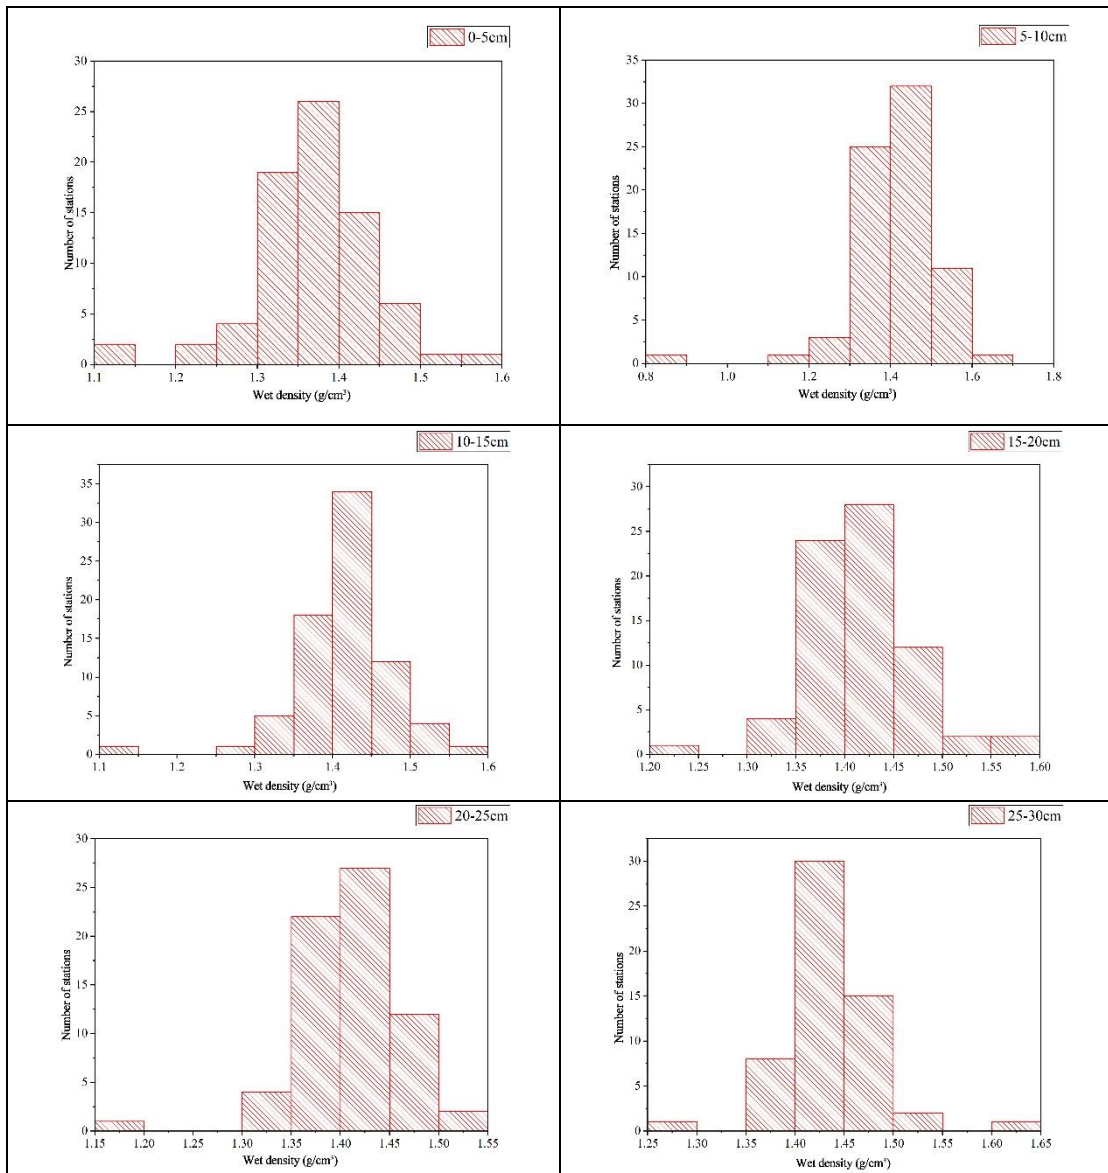 0-5cm
30
25
20
15
10
5
0
Number of stations
1.1 1.2 1.3 1.4 1.5 1.6
Wet density (g/cm³)
5-10cm
35
30
25
20
15
10
5
0
Number of stations
0.8 1.0 1.2 1.4 1.6 1.8
Wet density (g/cm³)
10-15cm
35
30
25
20
15
10
5
0
Number of stations
1.1 1.2 1.3 1.4 1.5 1.6
Wet density (g/cm³)
15-20cm
30
25
20
15
10
5
0
Number of stations
1.20 1.25 1.30 1.35 1.40 1.45 1.50 1.55 1.60
Wet density (g/cm³)
20-25cm
30
25
20
15
10
5
0
Number of stations
1.15 1.20 1.25 1.30 1.35 1.40 1.45 1.50 1.55
Wet density (g/cm³)
25-30cm
30
25
20
15
10
5
0
Number of stations
1.25 1.30 1.35 1.40 1.45 1.50 1.55 1.60 1.65
Wet density (g/cm³)